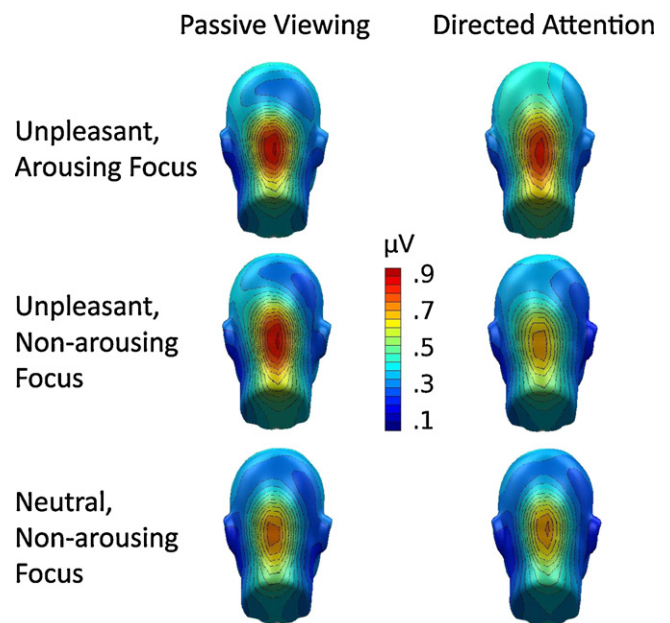 Passive Viewing
Directed Attention
Unpleasant,
Arousing Focus
µV
.9
.7
.5
.3
.1
Unpleasant,
Non-arousing
Focus
Neutral,
Non-arousing
Focus